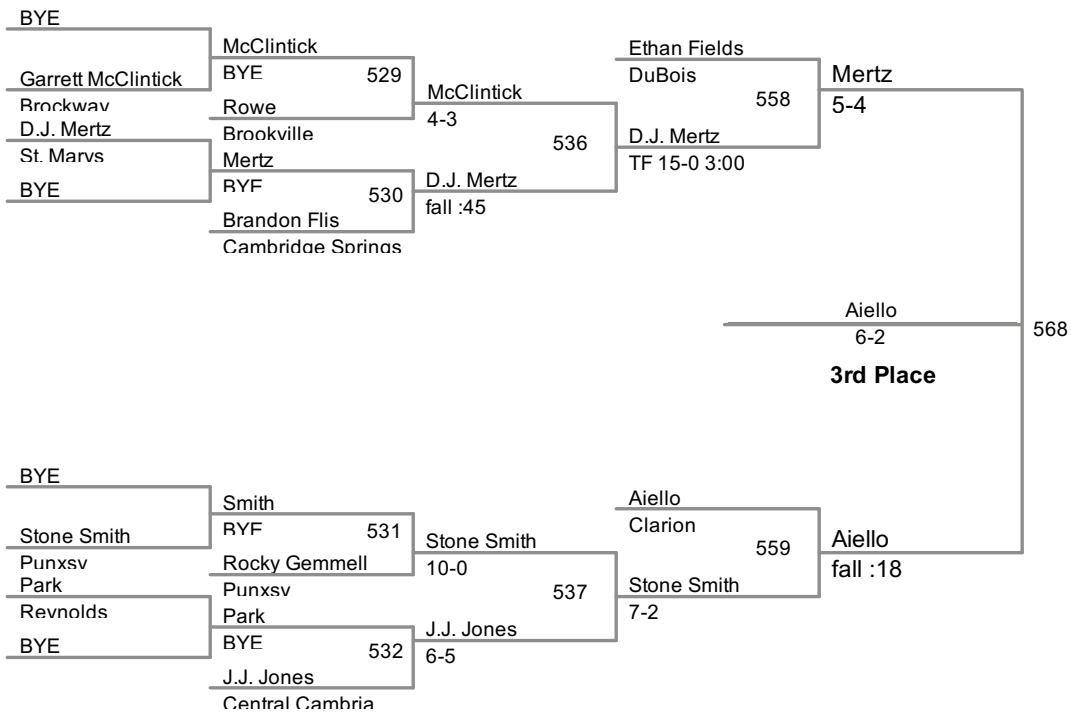 BYE
Garrett McClintick
Brockway
D.J. Mertz
St. Marys
BYE
McClintick
BYE
529
Rowe
Brookville
Mertz
BYE
530
Brandon Flis
Cambridge Springs
McClintick
4-3
536
D.J. Mertz
fall :45
Ethan Fields
DuBois
558
D.J. Mertz
TF 15-0 3:00
Mertz
5-4
Aiello
6-2
568
3rd Place
BYE
Stone Smith
Punxsy
Park
Reynolds
BYE
Smith
BYE
531
Rocky Gemmell
Punxsy
Park
BYE
532
J.J. Jones
Central Cambria
Stone Smith
10-0
537
J.J. Jones
6-5
Aiello
Clarion
559
Stone Smith
7-2
Aiello
fall :18